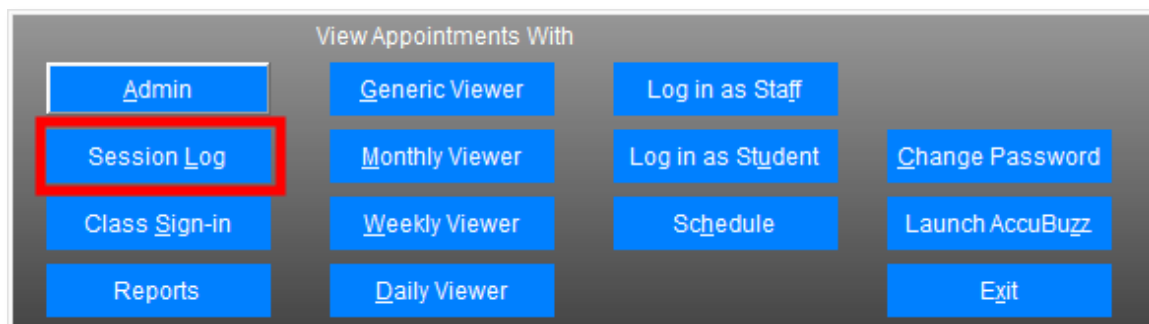 View Appointments With
Admin
Generic Viewer
Log in as Staff
Session Log
Monthly Viewer
Log in as Student
Change Password
Class Sign-in
Weekly Viewer
Schedule
Launch AccuBuzz
Reports
Daily Viewer
Exit